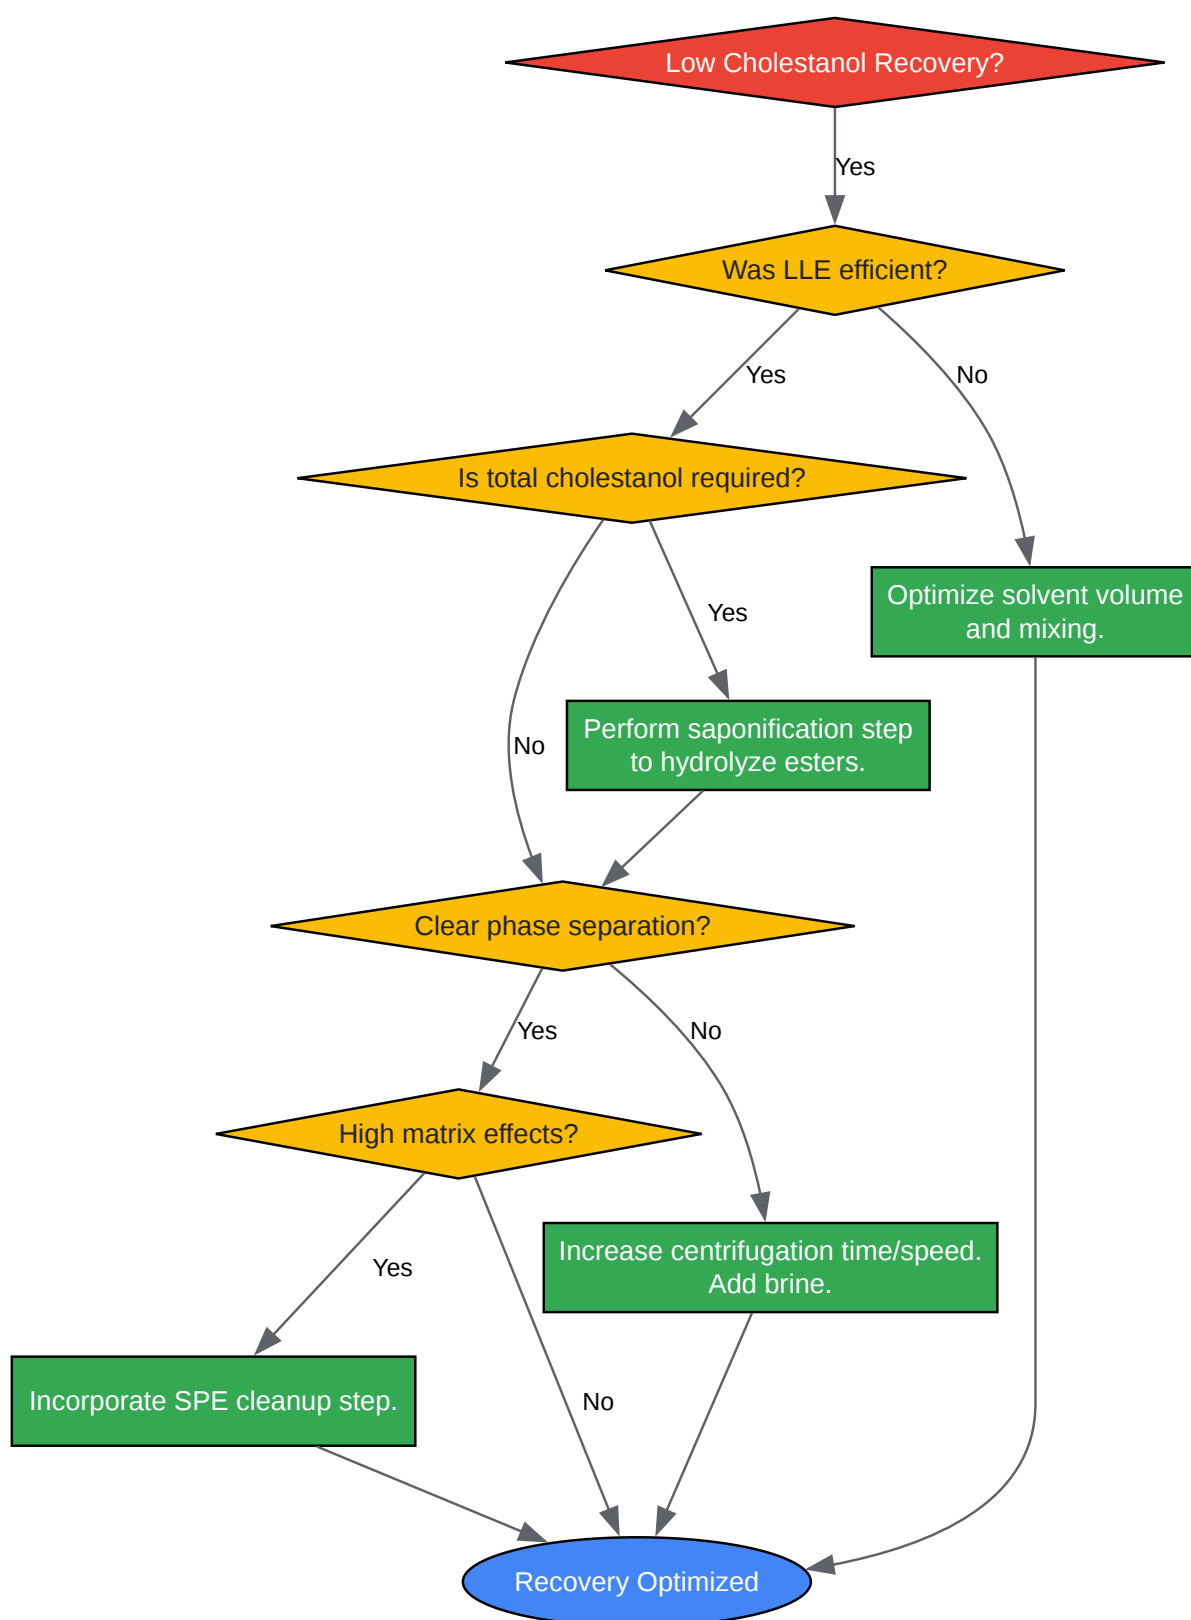 Low Cholestanol Recovery?
Yes
Was LLE efficient?
Yes
No
Is total cholestanol required?
Optimize solvent volume
and mixing.
Yes
Perform saponification step
to hydrolyze esters.
No
Clear phase separation?
Yes
No
High matrix effects?
Increase centrifugation time/speed.
Add brine.
Yes
Incorporate SPE cleanup step.
No
Recovery Optimized